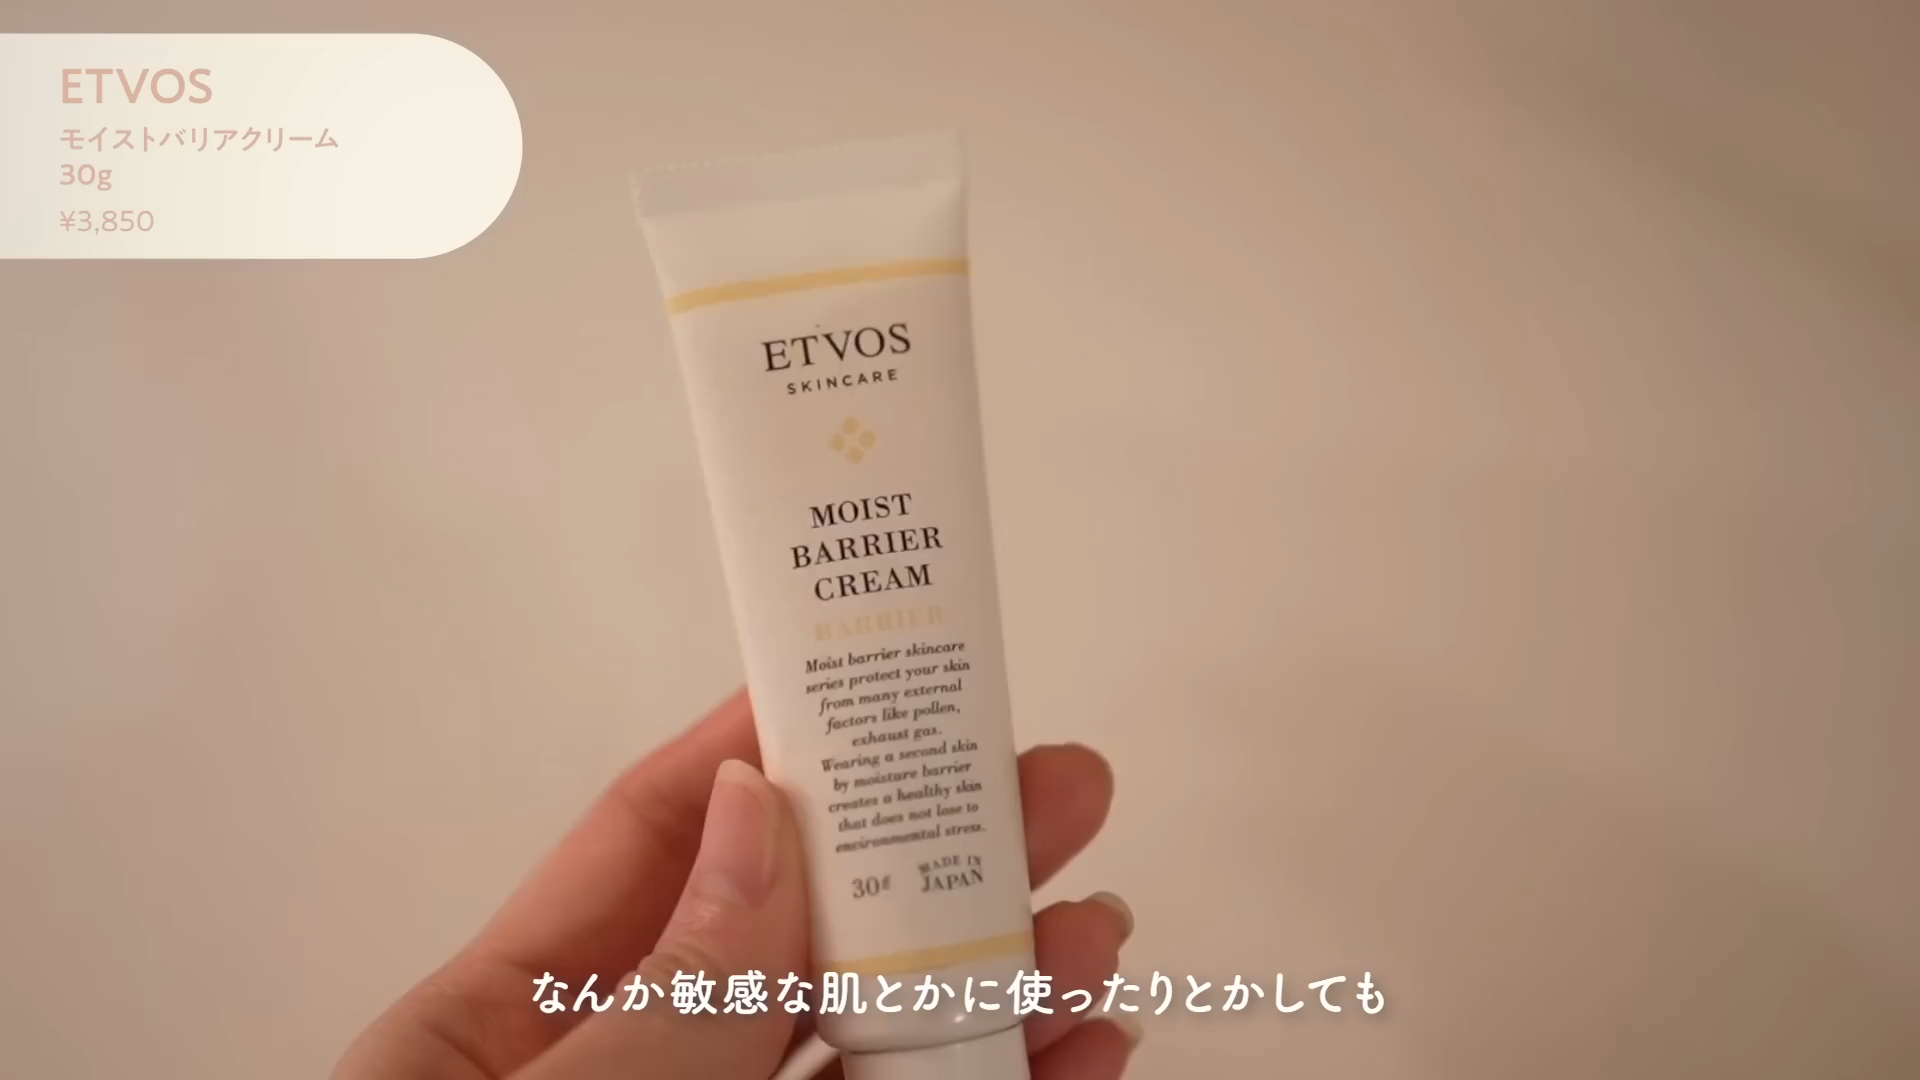 ETVOS
モイストバリアクリーム
30g
¥3,850
ETVOS
SKINCARE
MOIST
BARRIER
CREAM
BARRIER
Moist barrier skincare
series protect your skin
from many external
factors like pollen,
exhaust gas.
Wearing a second skin
by moisture barrier
creates a healthy skin
that does not lose to
environmental stress.
30g
MADE IN
JAPAN
なんか敏感な肌とかに使ったりとかしても